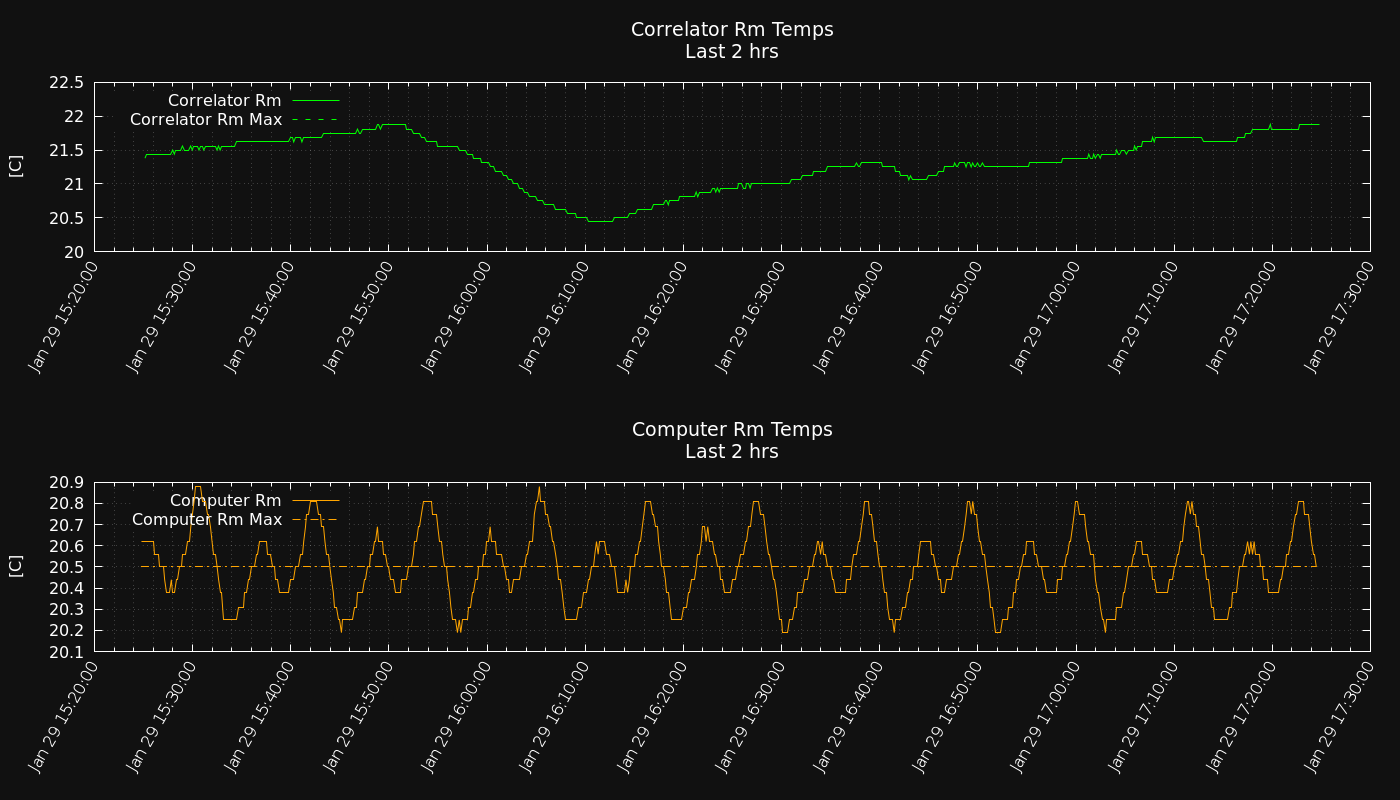 Correlator Rm Temps
Last 2 hrs
[C]
22.5
22
21.5
21
20.5
20
Correlator Rm
Correlator Rm Max
Jan 29 15:20:00
Jan 29 15:30:00
Jan 29 15:40:00
Jan 29 15:50:00
Jan 29 16:00:00
Jan 29 16:10:00
Jan 29 16:20:00
Jan 29 16:30:00
Jan 29 16:40:00
Jan 29 16:50:00
Jan 29 17:00:00
Jan 29 17:10:00
Jan 29 17:20:00
Jan 29 17:30:00
Computer Rm Temps
Last 2 hrs
[C]
20.9
20.8
20.7
20.6
20.5
20.4
20.3
20.2
20.1
Computer Rm
Computer Rm Max
Jan 29 15:20:00
Jan 29 15:30:00
Jan 29 15:40:00
Jan 29 15:50:00
Jan 29 16:00:00
Jan 29 16:10:00
Jan 29 16:20:00
Jan 29 16:30:00
Jan 29 16:40:00
Jan 29 16:50:00
Jan 29 17:00:00
Jan 29 17:10:00
Jan 29 17:20:00
Jan 29 17:30:00